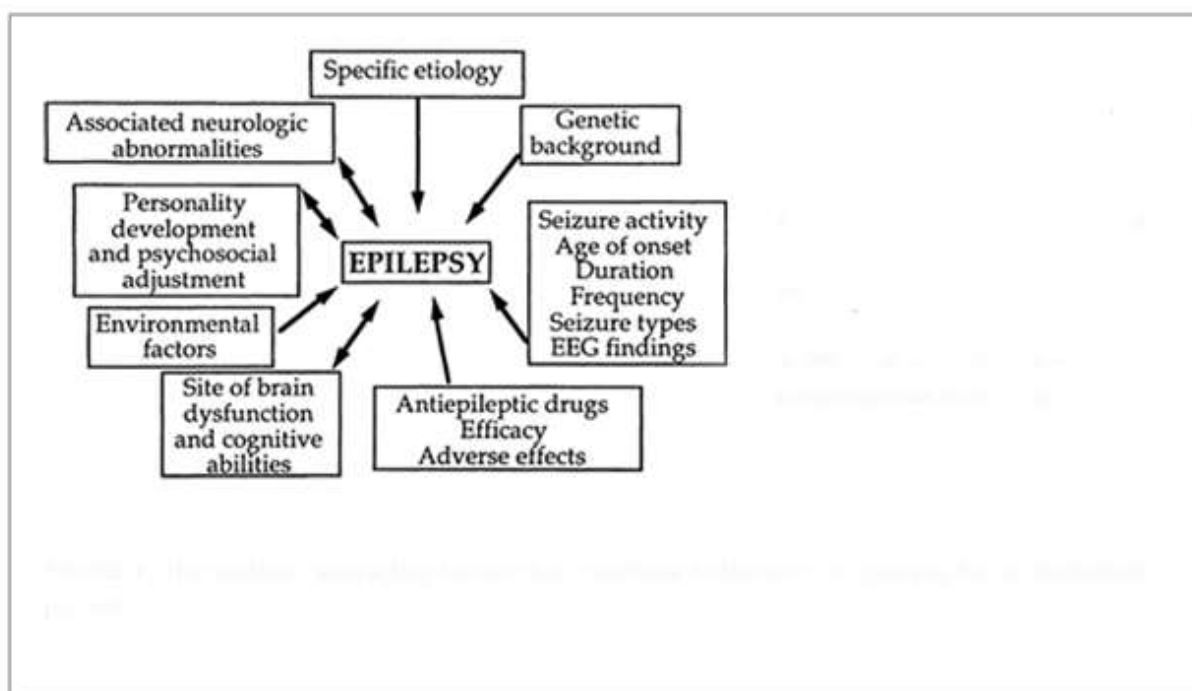 Specific etiology
Associated neurologic
abnormalities
Genetic
background
Personality
development
and psychosocial
adjustment
EPILEPSY
Seizure activity
Age of onset
Duration
Frequency
Seizure types
EEG findings
Environmental
factors
Site of brain
dysfunction
and cognitive
abilities
Antiepileptic drugs
Efficacy
Adverse effects